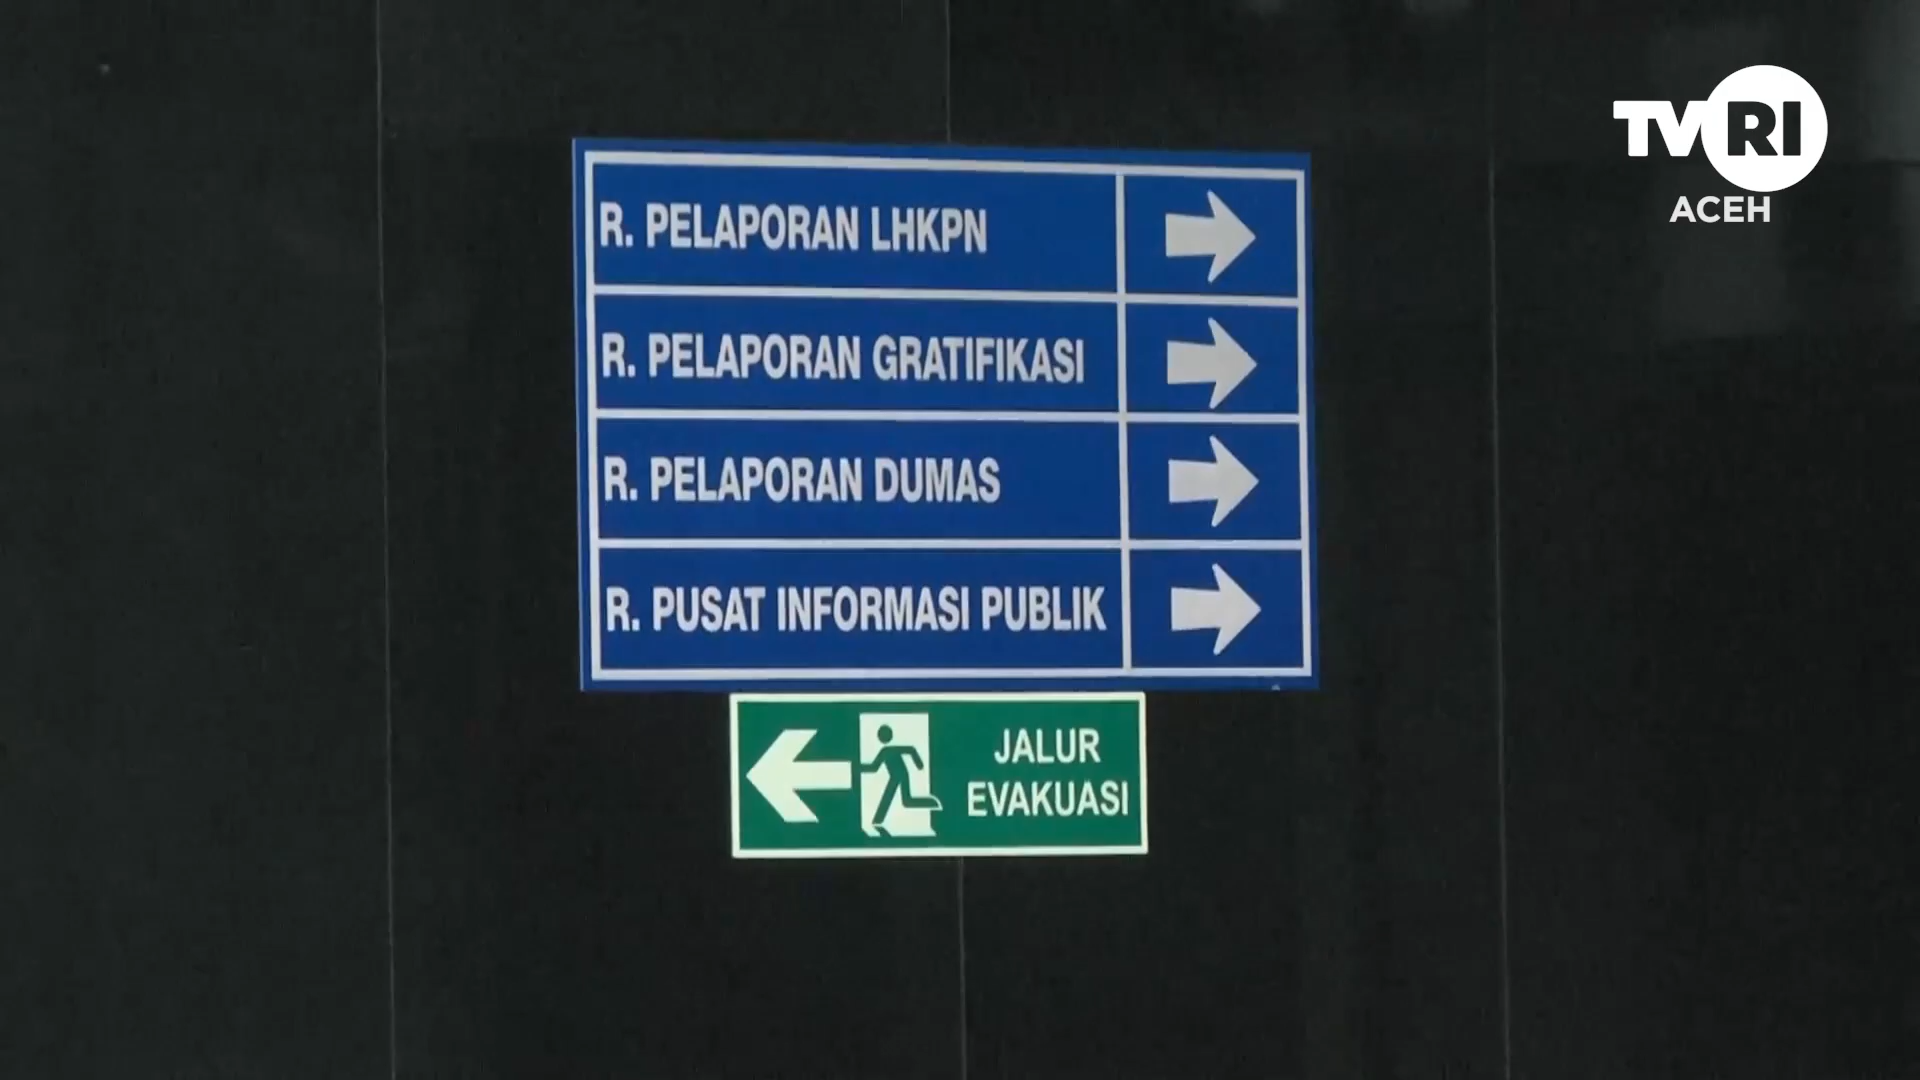 TVRI
ACEH
R. PELAPORAN LHKPN
R. PELAPORAN GRATIFIKASI
R. PELAPORAN DUMAS
R. PUSAT INFORMASI PUBLIK
JALUR
EVAKUASI